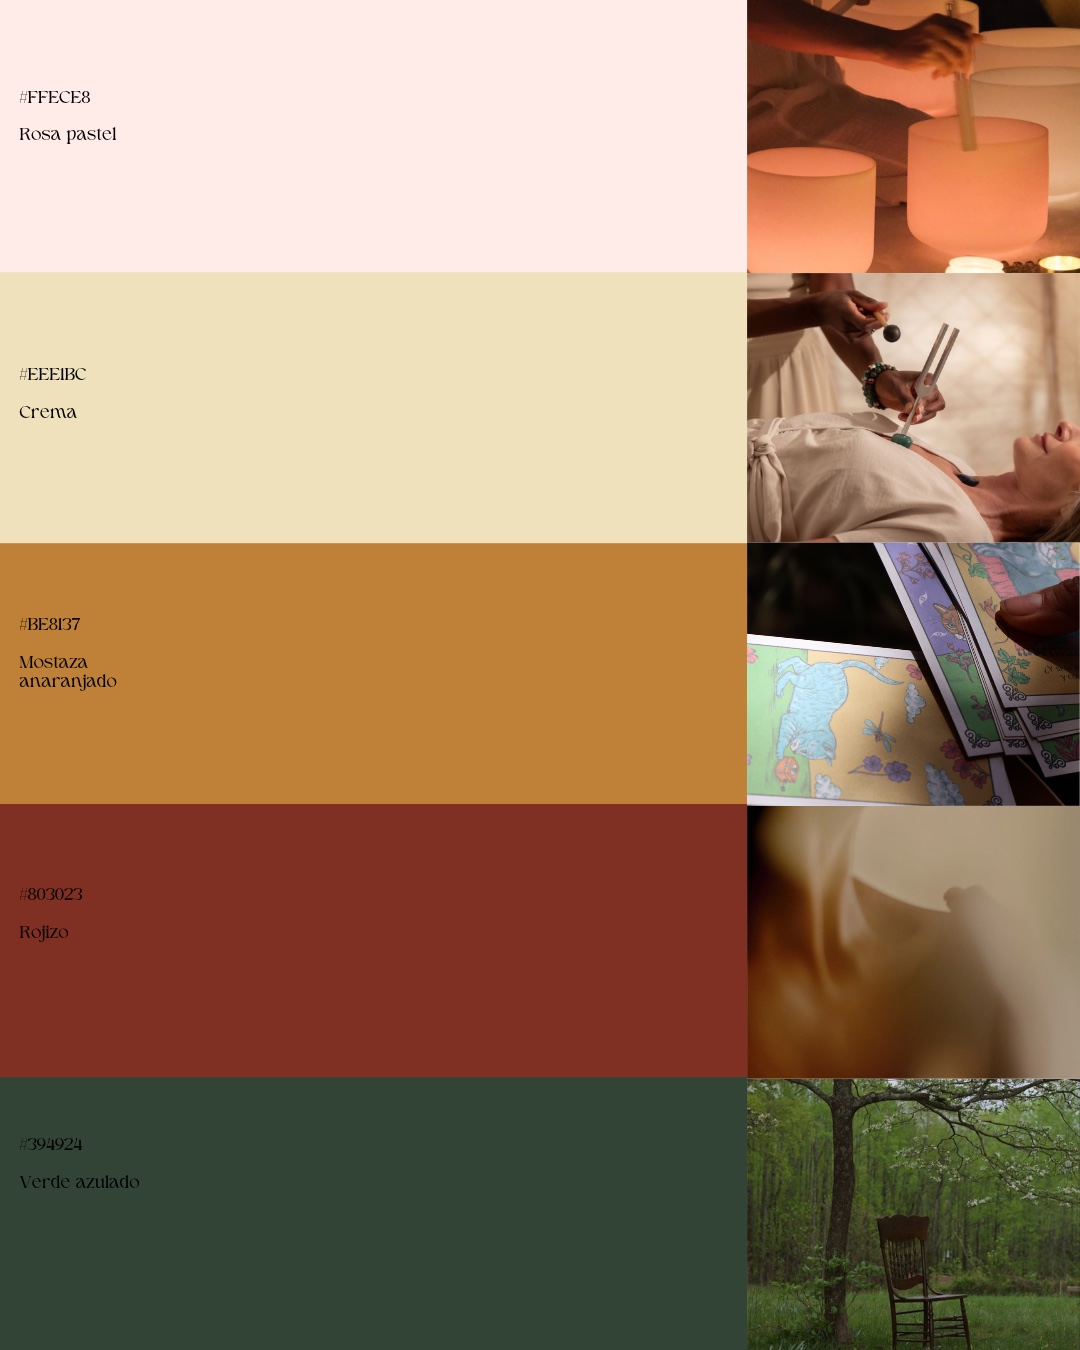 #FFECE8
Rosa pastel
#EEE1BC
Crema
#BE8137
Mostaza
anaranjado
#803023
Rojizo
#394924
Verde azulado